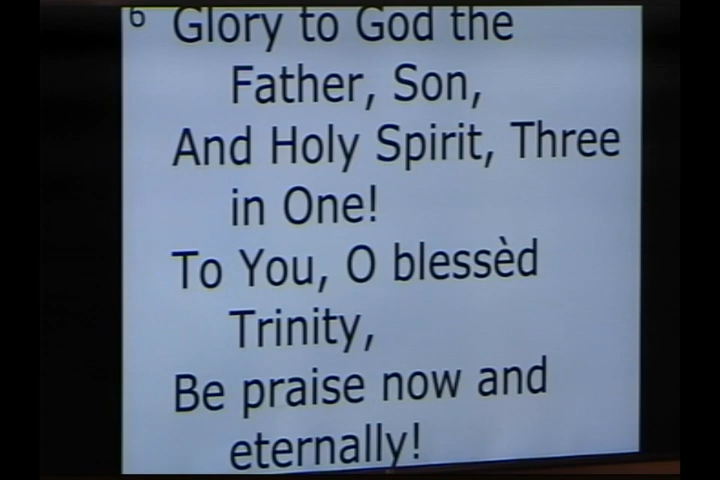 6 Glory to God the
Father, Son,
And Holy Spirit, Three
in One!
To You, O blessèd
Trinity,
Be praise now and
eternally!